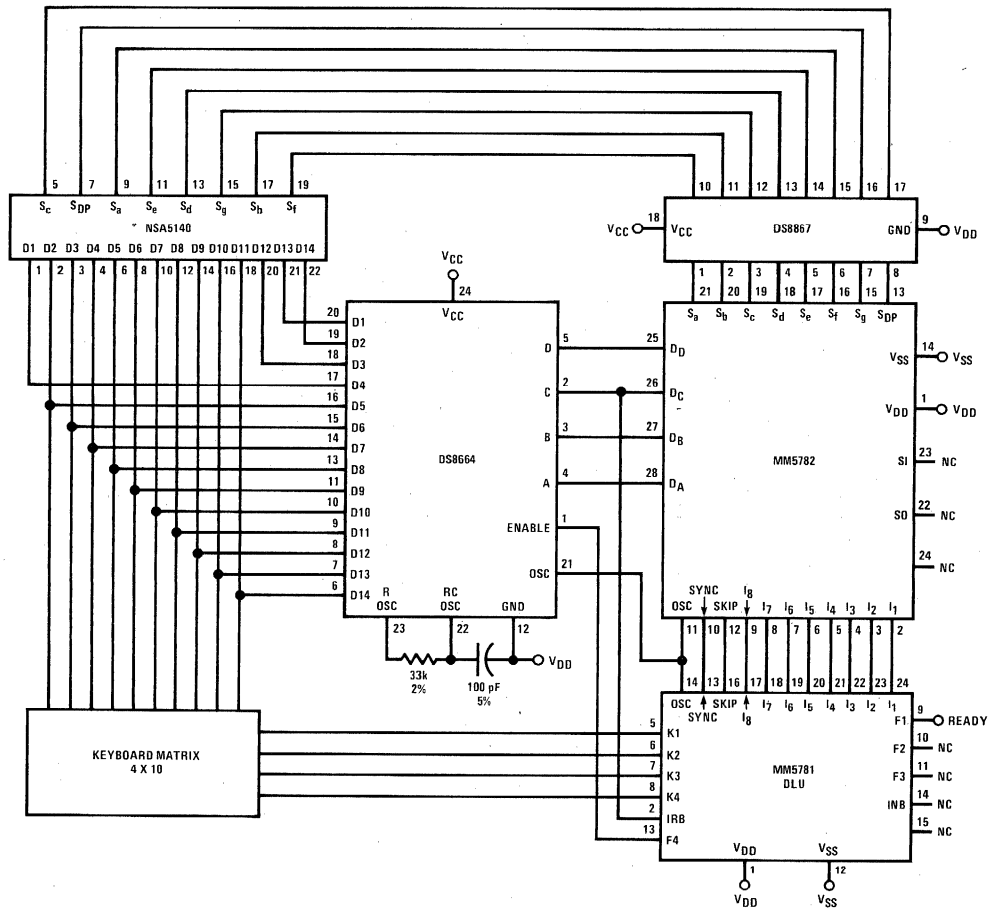 5 7 9 11 13 15 17 19
Sc SDP Sa Se Sd Sg Sb Sf
* NSA5140
D1 D2 D3 D4 D5 D6 D7 D8 D9 D10 D11 D12 D13 D14
1 2 3 4 6 8 10 12 14 16 18 20 21 22
10 11 12 13 14 15 16 17
VCC 18 VCC DS8867 GND 9 VDD
1 2 3 4 5 6 7 8
21 20 19 18 17 16 15 13
Sa Sb Sc Sd Se Sf Sg SDP
VCC
24
VCC
20 D1
19 D2
18 D3
17 D4
16 D5
15 D6
14 D7
13 D8
11 D9
10 D10
9 D11
8 D12
7 D13
6 D14
DS8664
D 5
C 2
B 3
A 4
ENABLE 1
OSC 21
R OSC
RC OSC
GND
23 22 12
33k
2%
100 pF
5%
VDD
25 DD
26 DC
27 DB
28 DA
MM5782
VSS 14 VSS
VDD 1 VDD
SI 23 NC
SO 22 NC
24 NC
OSC SYNC SKIP I8 I7 I6 I5 I4 I3 I2 I1
11 10 12 9 8 7 6 5 4 3 2
14 13 16 17 18 19 20 21 22 23 24
OSC SYNC SKIP I8 I7 I6 I5 I4 I3 I2 I1
KEYBOARD MATRIX
4 X 10
5 K1
6 K2
7 K3
8 K4
2 IRB
13 F4
MM5781
DLU
F1 9 READY
F2 10 NC
F3 11 NC
INB 14 NC
15 NC
VDD VSS
1 12
VDD VSS